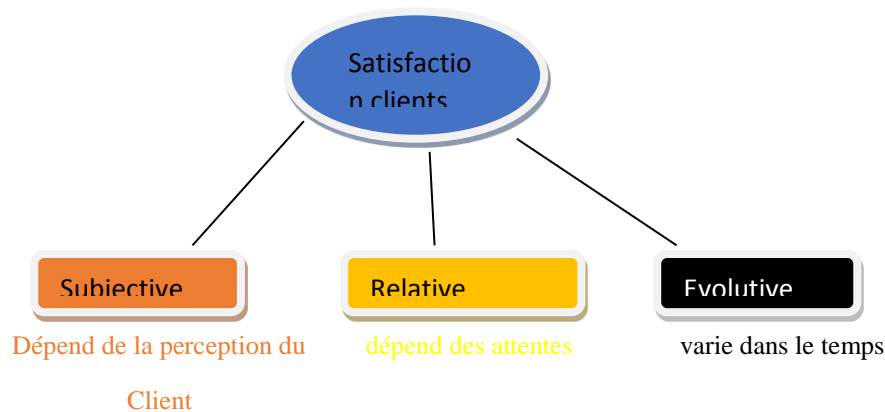 Satisfactio
n clients
Subjective
Relative
Evolutive
Dépend de la perception du
Client
dépend des attentes
varie dans le temps